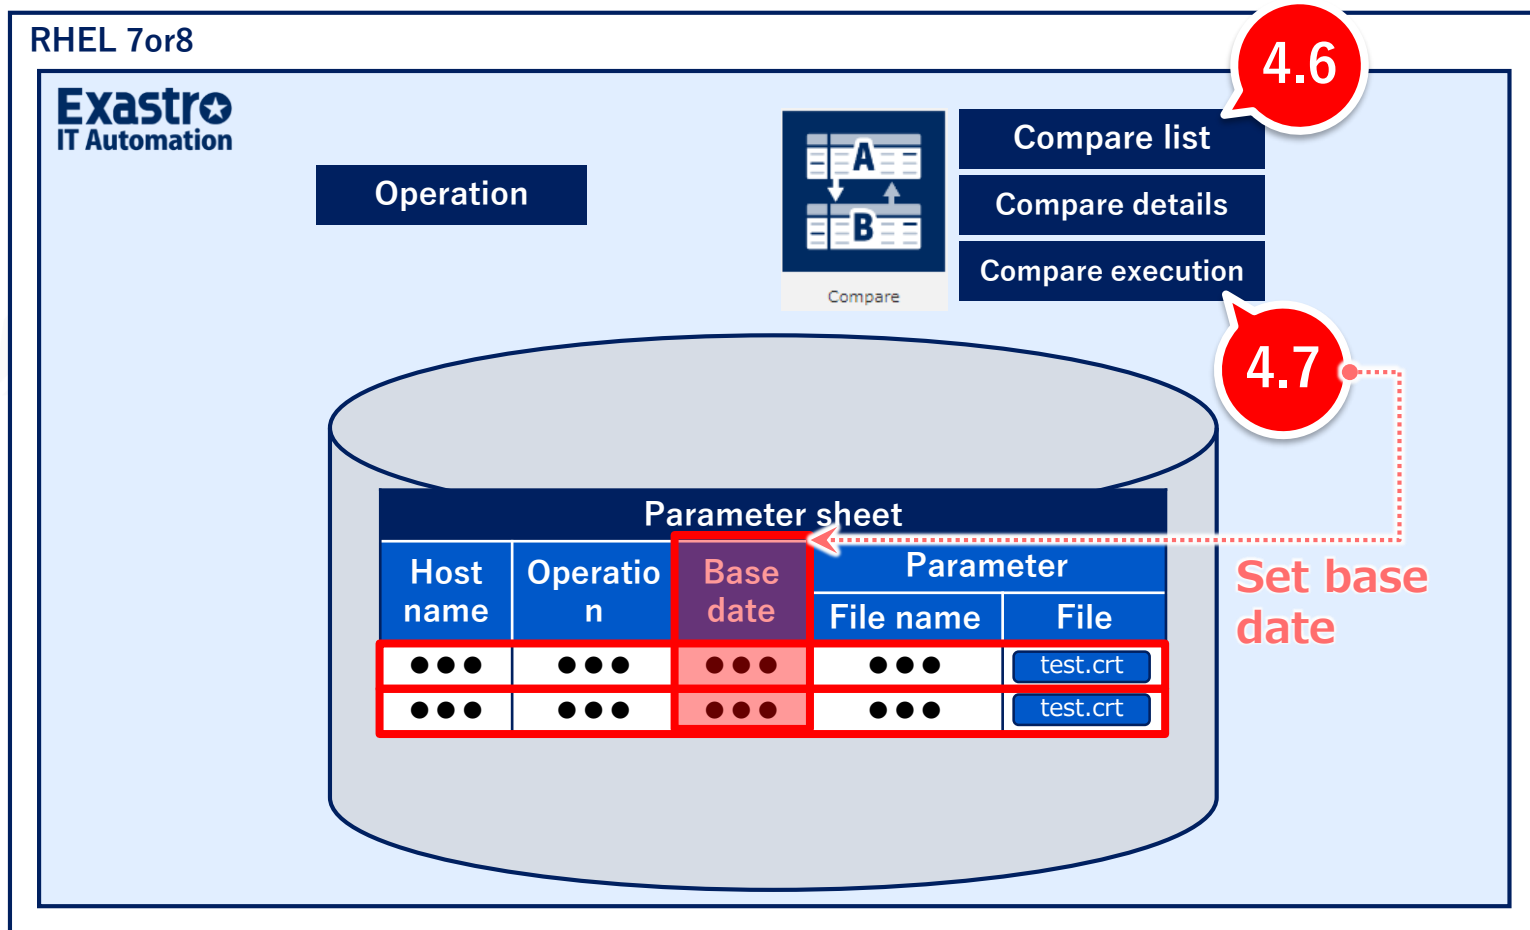 RHEL 7or8
4.6
Exastro
IT Automation
Operation
A
B
Compare
Compare list
Compare details
Compare execution
4.7
Parameter sheet
Host
name
Operatio
n
Base
date
Parameter
File name
File
Set base
date
●●● ●●● ●●● ●●● test.crt
●●● ●●● ●●● ●●● test.crt